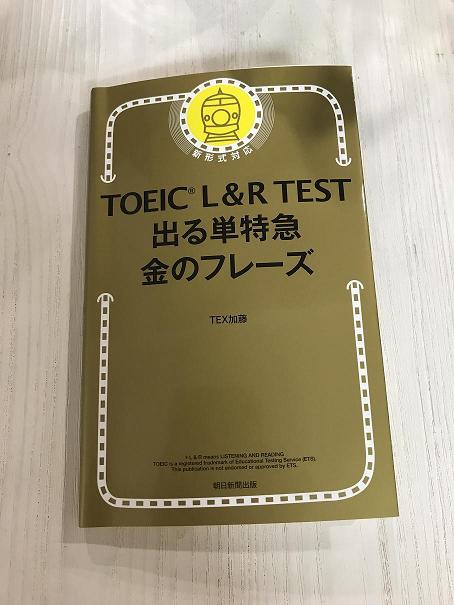 新形式対応
TOEIC® L&R TEST
出る単特急
金のフレーズ
TEX加藤
*L & R means LISTENING AND READING
TOEIC is a registered trademark of Educational Testing Service (ETS).
This publication is not endorsed or approved by ETS.
朝日新聞出版